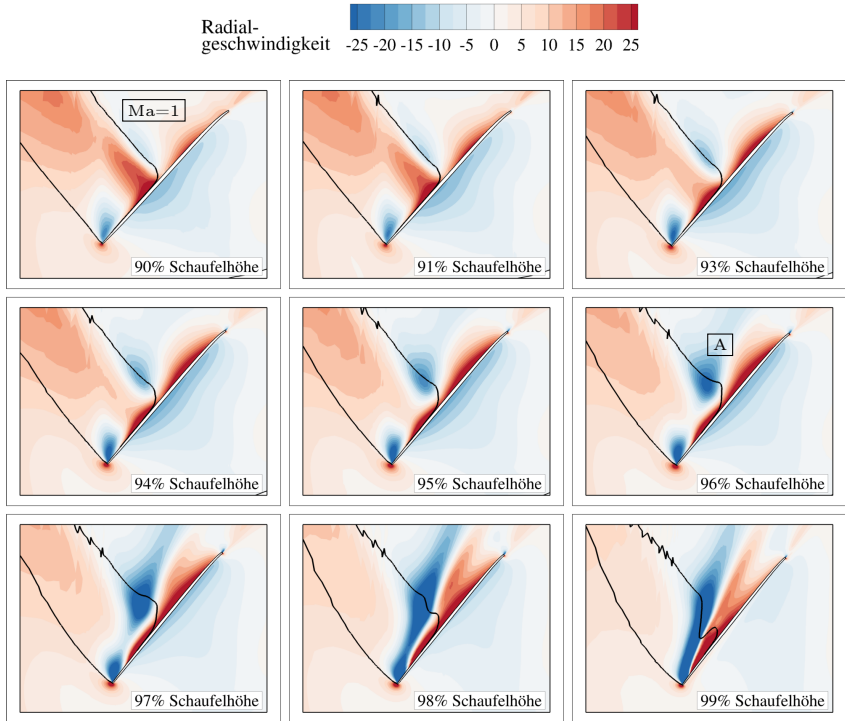 Radial-
geschwindigkeit
-25 -20 -15 -10 -5 0 5 10 15 20 25
Ma=1
90% Schaufelhöhe
91% Schaufelhöhe
93% Schaufelhöhe
94% Schaufelhöhe
95% Schaufelhöhe
A
96% Schaufelhöhe
97% Schaufelhöhe
98% Schaufelhöhe
99% Schaufelhöhe